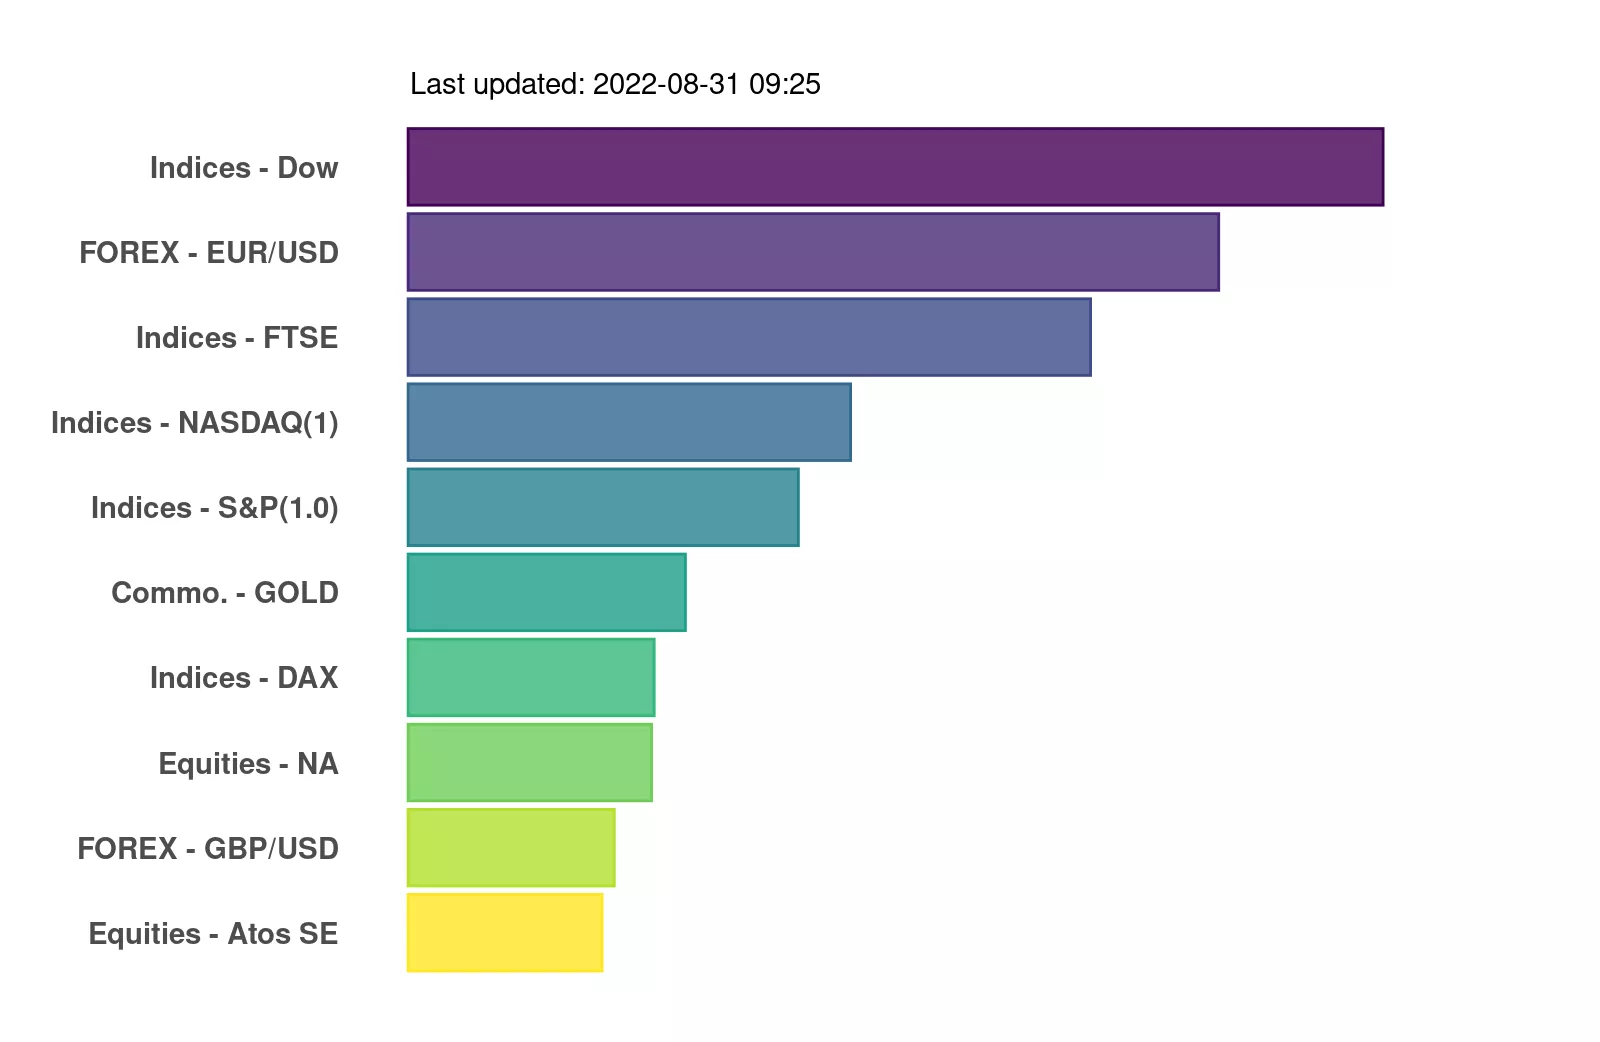 Last updated: 2022-08-31 09:25
Indices - Dow
FOREX - EUR/USD
Indices - FTSE
Indices - NASDAQ(1)
Indices - S&P(1.0)
Commo. - GOLD
Indices - DAX
Equities - NA
FOREX - GBP/USD
Equities - Atos SE